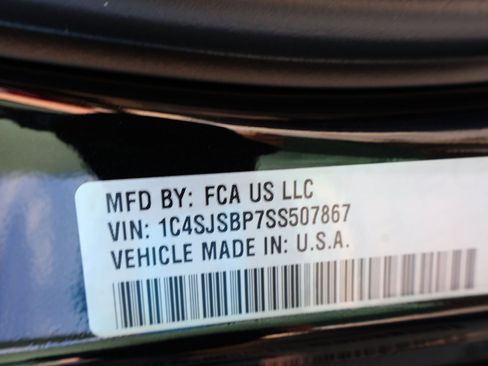 MFD BY: FCA US LLC
VIN: 1C4SJSBP7SS507867
VEHICLE MADE IN: U.S.A.